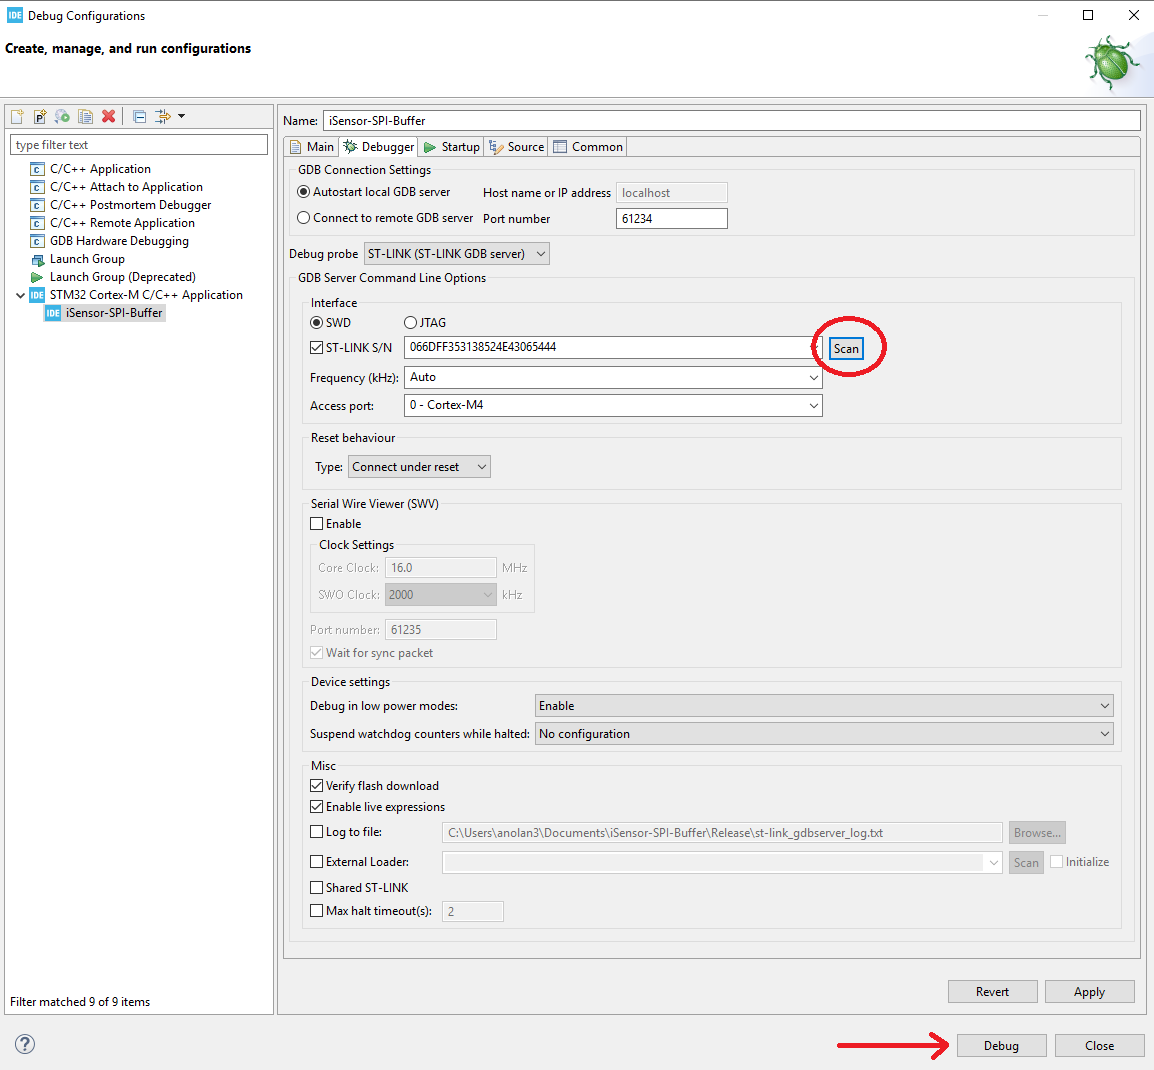 IDE Debug Configurations
Create, manage, and run configurations
type filter text
C/C++ Application
C/C++ Attach to Application
C/C++ Postmortem Debugger
C/C++ Remote Application
GDB Hardware Debugging
Launch Group
Launch Group (Deprecated)
IDE STM32 Cortex-M C/C++ Application
IDE iSensor-SPI-Buffer
Filter matched 9 of 9 items
Name: iSensor-SPI-Buffer
Main Debugger Startup Source Common
GDB Connection Settings
Autostart local GDB server Host name or IP address localhost
Connect to remote GDB server Port number 61234
Debug probe ST-LINK (ST-LINK GDB server)
GDB Server Command Line Options
Interface
SWD JTAG
ST-LINK S/N 066DFF353138524E43065444 Scan
Frequency (kHz): Auto
Access port: 0 - Cortex-M4
Reset behaviour
Type: Connect under reset
Serial Wire Viewer (SWV)
Enable
Clock Settings
Core Clock: 16.0 MHz
SWO Clock: 2000 kHz
Port number: 61235
Wait for sync packet
Device settings
Debug in low power modes: Enable
Suspend watchdog counters while halted: No configuration
Misc
Verify flash download
Enable live expressions
Log to file: C:\Users\anolan3\Documents\iSensor-SPI-Buffer\Release\st-link_gdbserver_log.txt Browse...
External Loader: Scan Initialize
Shared ST-LINK
Max halt timeout(s): 2
Revert Apply
? Debug Close